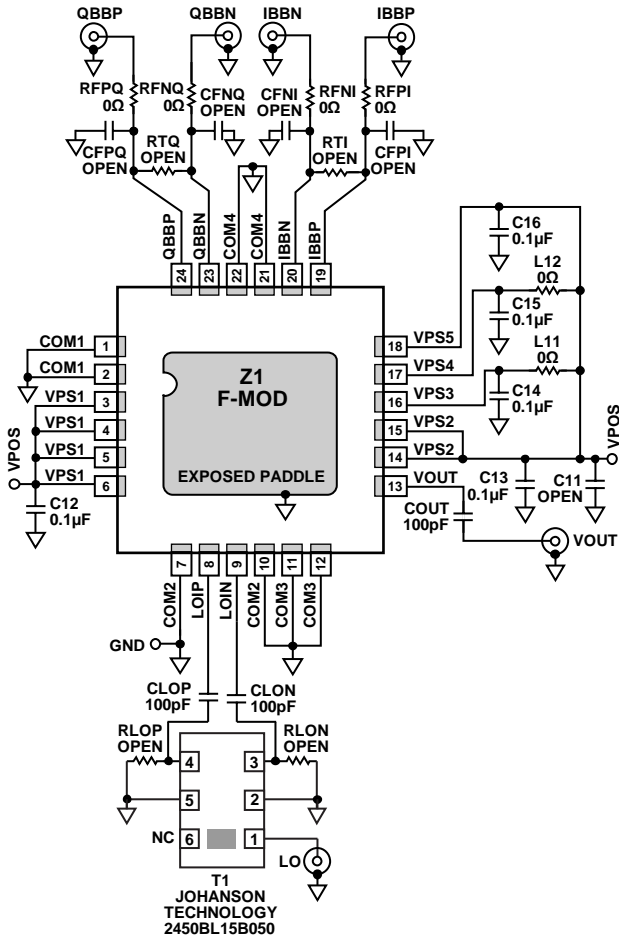 QBBP
QBBN
IBBN
IBBP
RFPQ
0Ω
RFNQ
0Ω
CFNQ
OPEN
CFNI
OPEN
RFNI
0Ω
RFPI
0Ω
CFPQ
OPEN
RTQ
OPEN
RTI
OPEN
CFPI
OPEN
QBBP
QBBN
COM4
COM4
IBBN
IBBP
24
23
22
21
20
19
C16
0.1µF
L12
0Ω
C15
0.1µF
L11
0Ω
C14
0.1µF
COM1
1
COM1
2
VPS1
3
VPS1
4
VPS1
5
VPS1
6
VPOS
C12
0.1µF
Z1
F-MOD
EXPOSED PADDLE
18
VPS5
17
VPS4
16
VPS3
15
VPS2
14
VPS2
13
VOUT
VPOS
C13
0.1µF
C11
OPEN
COUT
100pF
VOUT
7
8
9
10
11
12
COM2
LOIP
LOIN
COM2
COM3
COM3
GND
CLOP
100pF
CLON
100pF
RLOP
OPEN
RLON
OPEN
4
3
5
2
NC
6
1
LO
T1
JOHANSON
TECHNOLOGY
2450BL15B050